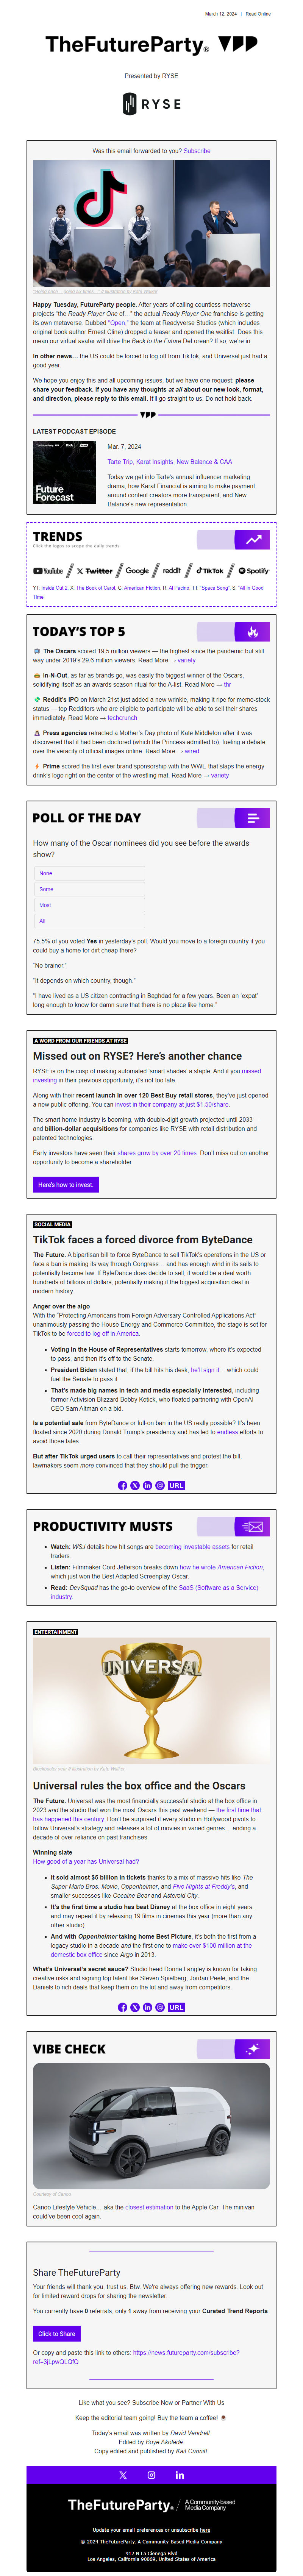 March 12, 2024 | Read Online
TheFutureParty® VIP
Presented by RYSE
RYSE
Was this email forwarded to you? Subscribe
Happy Tuesday, FutureParty people. After years of calling countless metaverse
projects “the Ready Player One of…” the actual Ready Player One franchise is getting
its own metaverse. Dubbed “Open,” the team at Readyverse Studios (which includes
original book author Ernest Cline) dropped a teaser and opened the waitlist. Does this
mean our virtual avatar will drive the Back to the Future DeLorean? If so, we're in.
In other news… the US could be forced to log off from TikTok, and Universal just had a
good year.
We hope you enjoy this and all upcoming issues, but we have one request: please
share your feedback. If you have any thoughts at all about our new look, format,
and direction, please reply to this email. It'll go straight to us. Do not hold back.
LATEST PODCAST EPISODE
Future
Forecast
Mar. 7, 2024
Tarte Trip, Karat Insights, New Balance & CAA
Today we get into Tarte's annual influencer marketing
drama, how Karat Financial is aiming to make payment
around content creators more transparent, and New
Balance's new representation.
TRENDS
Click the logos to scope the daily trends
YouTube / Twitter / Google / reddit / TikTok / Spotify
YT: Inside Out 2, X: The Book of Carol, G: American Fiction, R: Al Pacino, TT: “Space Song”, S: “All in Good
Time”
TODAY'S TOP 5
The Oscars scored 19.5 million viewers — the highest since the pandemic but still
way under 2019's 29.6 million viewers. Read More → variety
In-N-Out, as far as brands go, was easily the biggest winner of the Oscars,
solidifying itself as an awards season ritual for the A-list. Read More → thr
Reddit's IPO on March 21st just added a new wrinkle, making it ripe for meme-stock
status — top Redditors who are eligible to participate will be able to sell their shares
immediately. Read More → techcrunch
Press agencies retracted a Mother's Day photo of Kate Middleton after it was
discovered that it had been doctored (which the Princess admitted to), fueling a debate
over the veracity of official images online. Read More → wired
Prime scored the first-ever brand sponsorship with the WWE that slaps the energy
drink's logo right on the center of the wrestling mat. Read More → variety
POLL OF THE DAY
How many of the Oscar nominees did you see before the awards
show?
None
Some
Most
All
75.5% of you voted Yes in yesterday's poll: Would you move to a foreign country if you
could buy a home for dirt cheap there?
“No brainer.”
“It depends on which country, though.”
“I have lived as a US citizen contracting in Baghdad for a few years. Been an 'expat'
long enough to know for damn sure that there is no place like home.”
A WORD FROM OUR FRIENDS AT RYSE
Missed out on RYSE? Here's another chance
RYSE is on the cusp of making automated 'smart shades' a staple. And if you missed
investing in their previous opportunity, it's not too late.
Along with their recent launch in over 120 Best Buy retail stores, they've just opened
a new public offering. You can invest in their company at just $1.50/share.
The smart home industry is booming, with double-digit growth projected until 2033 —
and billion-dollar acquisitions for companies like RYSE with retail distribution and
patented technologies.
Early investors have seen their shares grow by over 20 times. Don't miss out on another
opportunity to become a shareholder.
Here's how to invest.
SOCIAL MEDIA
TikTok faces a forced divorce from ByteDance
The Future. A bipartisan bill to force ByteDance to sell TikTok's operations in the US or
face a ban is making its way through Congress… and has enough wind in its sails to
potentially become law. If ByteDance does decide to sell, it would be a deal worth
hundreds of billions of dollars, potentially making it the biggest acquisition deal in
modern history.
Anger over the algo
With the “Protecting Americans from Foreign Adversary Controlled Applications Act”
unanimously passing the House Energy and Commerce Committee, the stage is set for
TikTok to be forced to log off in America.
Voting in the House of Representatives starts tomorrow, where it's expected
to pass, and then it's off to the Senate.
President Biden stated that, if the bill hits his desk, he'll sign it… which could
fuel the Senate to pass it.
That's made big names in tech and media especially interested, including
former Activision Blizzard Bobby Kotick, who floated partnering with OpenAI
CEO Sam Altman on a bid.
Is a potential sale from ByteDance or full-on ban in the US really possible? It's been
floated since 2020 during Donald Trump's presidency and has led to endless efforts to
avoid those fates.
But after TikTok urged users to call their representatives and protest the bill,
lawmakers seem more convinced that they should pull the trigger.
URL
PRODUCTIVITY MUSTS
Watch: WSJ details how hit songs are becoming investable assets for retail
traders.
Listen: Filmmaker Cord Jefferson breaks down how he wrote American Fiction,
which just won the Best Adapted Screenplay Oscar.
Read: DevSquad has the go-to overview of the SaaS (Software as a Service)
industry.
ENTERTAINMENT
UNIVERSAL
Universal rules the box office and the Oscars
The Future. Universal was the most financially successful studio at the box office in
2023 and the studio that won the most Oscars this past weekend — the first time that
has happened this century. Don't be surprised if every studio in Hollywood pivots to
follow Universal's strategy and releases a lot of movies in varied genres… ending a
decade of over-reliance on past franchises.
Winning slate
How good of a year has Universal had?
It sold almost $5 billion in tickets thanks to a mix of massive hits like The
Super Mario Bros. Movie, Oppenheimer, and Five Nights at Freddy's, and
smaller successes like Cocaine Bear and Asteroid City.
It's the first time a studio has beat Disney at the box office in eight years…
and may repeat it by releasing 19 films in cinemas this year (more than any
other studio).
And with Oppenheimer taking home Best Picture, it's both the first from a
legacy studio in a decade and the first one to make over $100 million at the
domestic box office since Argo in 2013.
What's Universal's secret sauce? Studio head Donna Langley is known for taking
creative risks and signing top talent like Steven Spielberg, Jordan Peele, and the
Daniels to rich deals that keep them on the lot and away from competitors.
URL
VIBE CHECK
Courtesy of Canoo
Canoo Lifestyle Vehicle… aka the closest estimation to the Apple Car. The minivan
could've been cool again.
Share TheFutureParty
Your friends will thank you, trust us. Btw, We're always offering new rewards. Look out
for limited reward drops for sharing the newsletter.
You currently have 0 referrals, only 1 away from receiving your Curated Trend Reports.
Click to Share
Or copy and paste this link to others: https://news.futureparty.com/subscribe?
ref=3jLpwQLQfQ
Like what you see? Subscribe Now or Partner With Us
Keep the editorial team going! Buy the team a coffee!
Today's email was written by David Vendrell.
Edited by Boye Akolade.
Copy edited and published by Kait Cunniff.
TheFutureParty® / A Community-based
Media Company
Update your email preferences or unsubscribe here
© 2024 TheFutureParty. A Community-Based Media Company
912 N La Cienega Blvd
Los Angeles, California 90069, United States of America